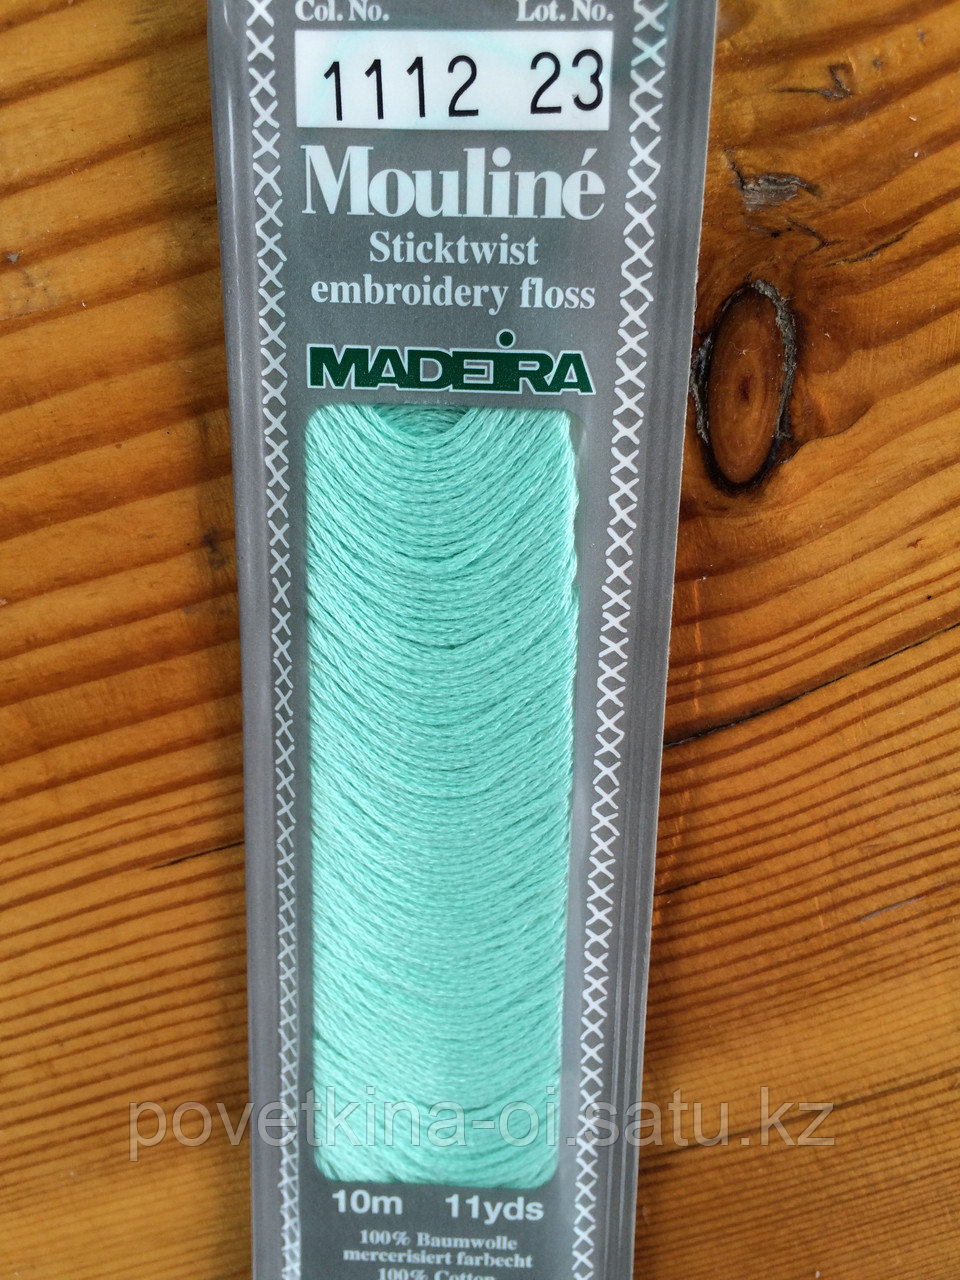 Col. No. Lot. No.
1112 23
Mouliné
Sticktwist
embroidery floss
MADEIRA
povetkina-oi.satu.kz
10m 11yds
100% Baumwolle
mercerisiert farbecht
100% Cotton